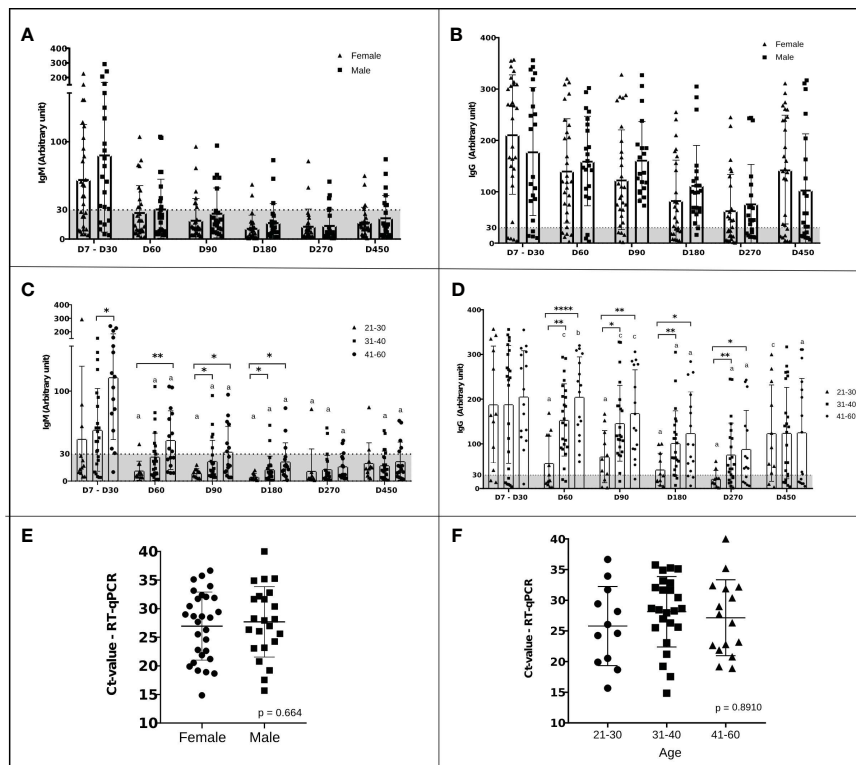 A
400
300
200
100
30
0
IgM (Arbitrary unit)
Female
Male
D7 - D30 D60 D90 D180 D270 D450
B
400
300
200
100
30
0
IgG (Arbitrary unit)
Female
Male
D7 - D30 D60 D90 D180 D270 D450
C
400
300
200
100
30
0
IgM (Arbitrary unit)
* ** * * * *
21-30
31-40
41-60
a a a a a a a a a a a a a a
D7 - D30 D60 D90 D180 D270 D450
D
400
300
200
100
30
0
IgG (Arbitrary unit)
**** ** ** * * ** * **
21-30
31-40
41-60
a c b a c c a a a a a a c a
D7 - D30 D60 D90 D180 D270 D450
E
40
35
30
25
20
15
10
Ct-value - RT-qPCR
p = 0.664
Female Male
F
40
35
30
25
20
15
10
Ct-value - RT-qPCR
p = 0.8910
21-30 31-40 41-60
Age